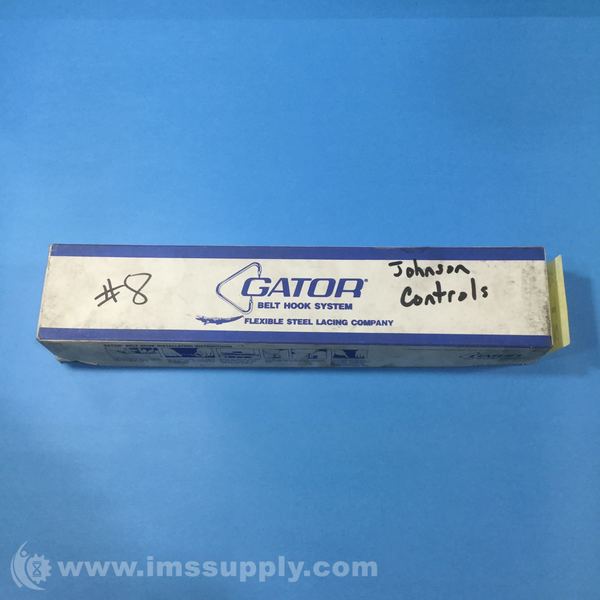 #8
GATOR®
BELT HOOK SYSTEM
FLEXIBLE STEEL LACING COMPANY
Johnson
Controls
www.imssupply.com